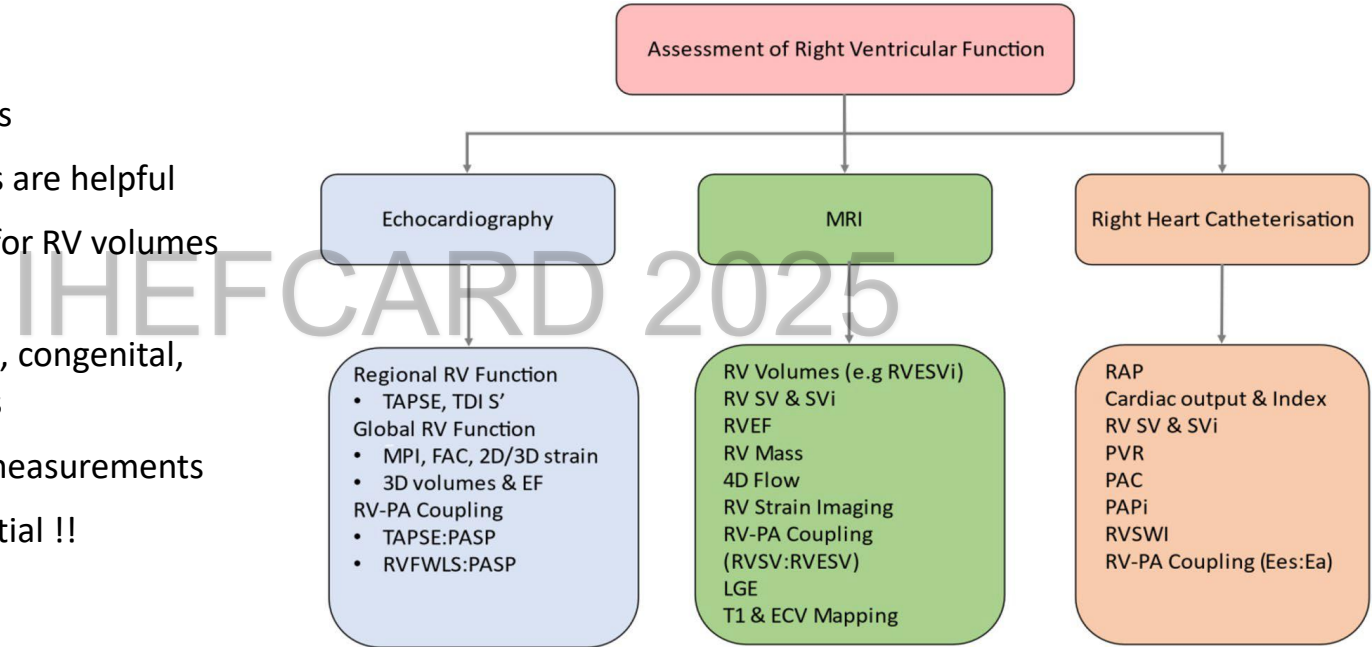 s
s are helpful
for RV volumes
, congenital,
s
measurements
tial !!
IHEFCARD 2025
Assessment of Right Ventricular Function
Echocardiography
Regional RV Function
• TAPSE, TDI S’
Global RV Function
• MPI, FAC, 2D/3D strain
• 3D volumes & EF
RV-PA Coupling
• TAPSE:PASP
• RVFWLS:PASP
MRI
RV Volumes (e.g RVESVi)
RV SV & SVi
RVEF
RV Mass
4D Flow
RV Strain Imaging
RV-PA Coupling
(RVSV:RVESV)
LGE
T1 & ECV Mapping
Right Heart Catheterisation
RAP
Cardiac output & Index
RV SV & SVi
PVR
PAC
PAPi
RVSWI
RV-PA Coupling (Ees:Ea)